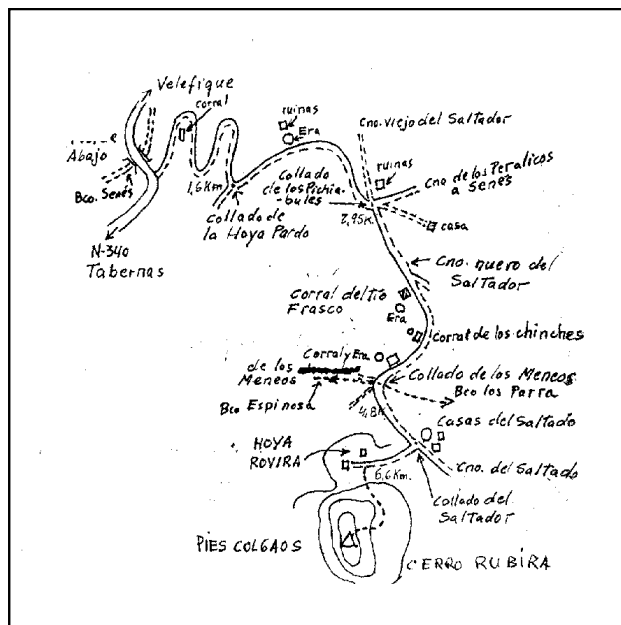 Velefique
corral
Abajo
Bco. Senés
N-340
Tabernas
1,6 Km.
Collado de
la Hoya Pardo
ruinas
Era
Collado
de los Pichia-
bules
2,95K.
Cno. Viejo del Saltador
ruinas
Cno de los Peralicos
a Senés
casa
Cno. nuevo del
Saltador
Corral del tio
Frasco
Era
Corral de los chinches
Corral y Era
de los
Meneos
Bco Espinosa
Collado de los Meneos
Bco los Parra
4,8K
Casas del Saltado
HOYA
ROVIRA
6,6 Km.
Cno. del Saltado
Collado del
Saltador
PIES COLGAOS
CERRO RUBIRA